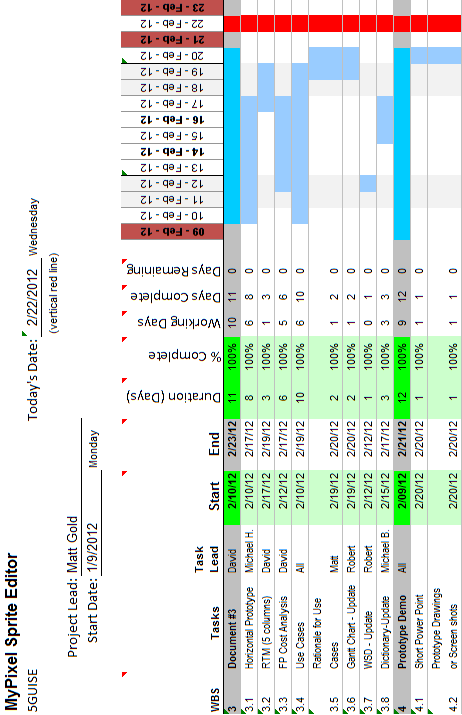 MyPixel Sprite Editor
5GUISE Today's Date: 2/22/2012 Wednesday
(vertical red line)
Project Lead: Matt Gold
Start Date: 1/9/2012 Monday
WBS Tasks Task Lead Start End Duration (Days) % Complete Working Days Days Complete Days Remaining 09 - Feb - 12 10 - Feb - 12 11 - Feb - 12 12 - Feb - 12 13 - Feb - 12 14 - Feb - 12 15 - Feb - 12 16 - Feb - 12 17 - Feb - 12 18 - Feb - 12 19 - Feb - 12 20 - Feb - 12 21 - Feb - 12 22 - Feb - 12 23 - Feb - 12
3 Document #3 David 2/10/12 2/23/12 11 100% 10 11 0
3.1 Horizontal Prototype Michael H. 2/10/12 2/17/12 8 100% 6 8 0
3.2 RTM (5 columns) David 2/17/12 2/19/12 3 100% 1 3 0
3.3 FP Cost Analysis David 2/12/12 2/17/12 6 100% 5 6 0
3.4 Use Cases All 2/10/12 2/19/12 10 100% 6 10 0
Rationale for Use
3.5 Cases Matt 2/19/12 2/20/12 2 100% 1 2 0
3.6 Gantt Chart - Update Robert 2/19/12 2/20/12 2 100% 1 2 0
3.7 WSD - Update Robert 2/12/12 2/12/12 1 100% 0 1 0
3.8 Dictionary-Update Michael B. 2/15/12 2/17/12 3 100% 3 3 0
4 Prototype Demo All 2/09/12 2/21/12 12 100% 9 12 0
4.1 Short Power Point 2/20/12 2/20/12 1 100% 1 1 0
Prototype Drawings
4.2 or Screen shots 2/20/12 2/20/12 1 100% 1 1 0